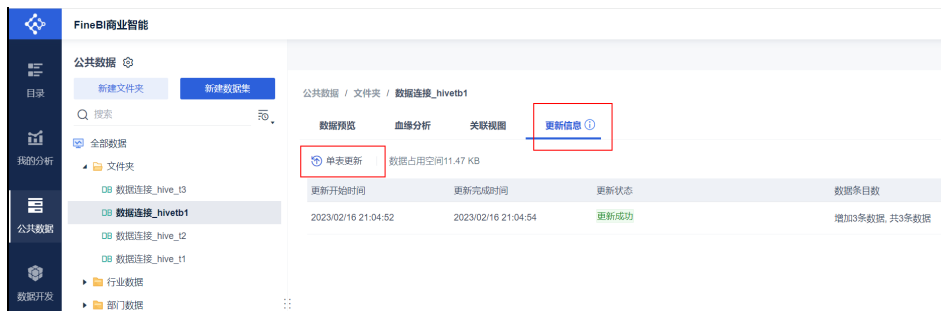 FineBI商业智能
目录
我的分析
公共数据
数据开发
公共数据
新建文件夹 新建数据集
搜索
全部数据
文件夹
DB 数据连接_hive_t3
DB 数据连接_hivetb1
DB 数据连接_hive_t2
DB 数据连接_hive_t1
行业数据
部门数据
公共数据 / 文件夹 / 数据连接_hivetb1
数据预览 血缘分析 关联视图 更新信息
单表更新 数据占用空间11.47 KB
更新开始时间 更新完成时间 更新状态 数据条目数
2023/02/16 21:04:52 2023/02/16 21:04:54 更新成功 增加3条数据, 共3条数据